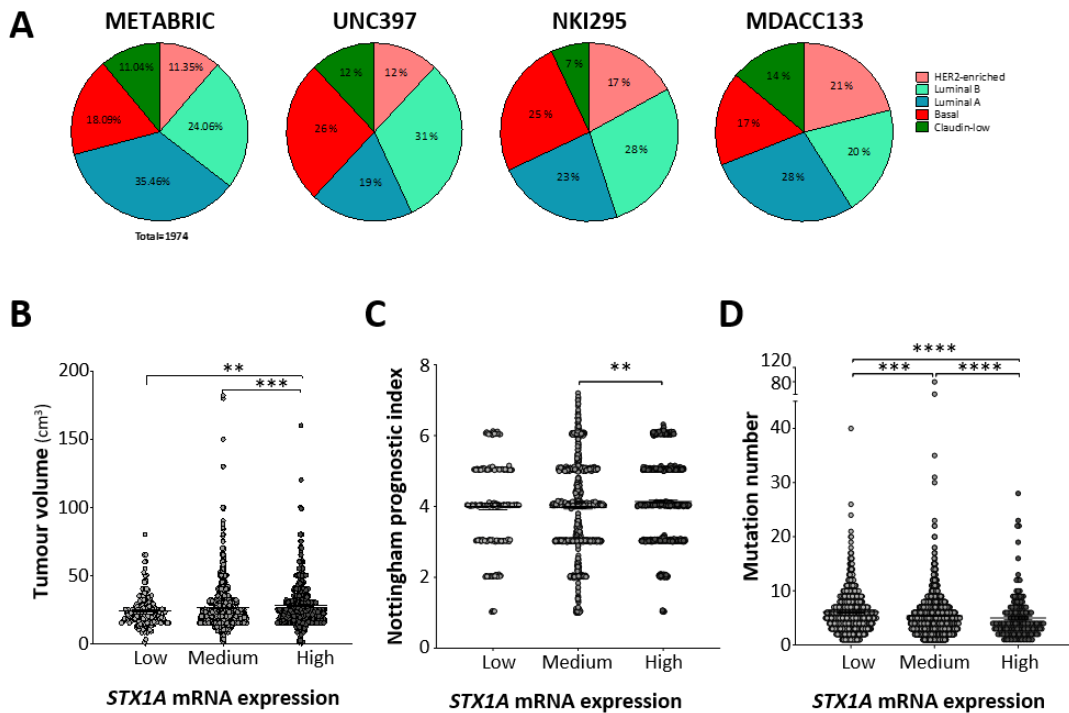 A
METABRIC UNC397 NKI295 MDACC133
11.04% 11.35% 24.06% 35.46% 18.09%
Total=1974
12 % 12 % 31 % 19 % 26 %
7 % 17 % 28 % 23 % 25 %
14 % 21 % 20 % 28 % 17 %
HER2-enriched
Luminal B
Luminal A
Basal
Claudin-low
B
Tumour volume (cm³)
200
150
100
50
0
**
***
Low Medium High
STX1A mRNA expression
C
Nottingham prognostic index
8
6
4
2
0
**
Low Medium High
STX1A mRNA expression
D
Mutation number
120
80
40
30
20
10
0
****
*** ****
Low Medium High
STX1A mRNA expression